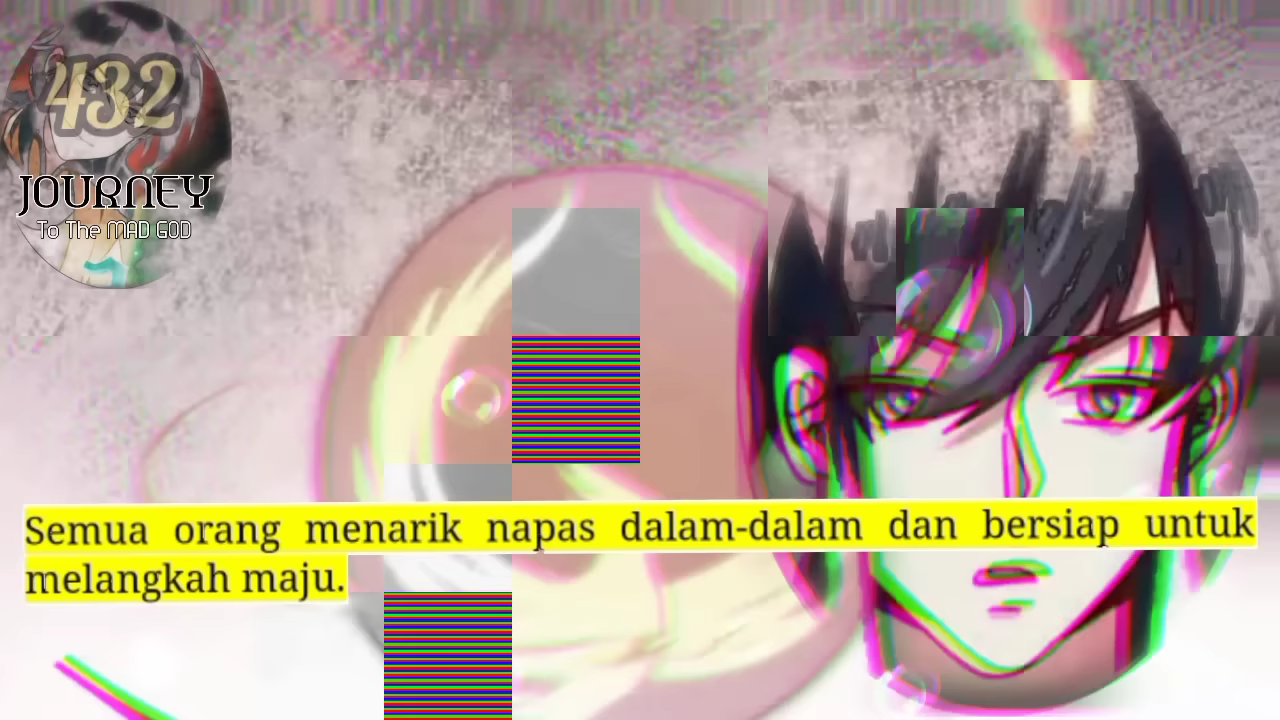 432
JOURNEY
To The MAD GOD
Semua orang menarik napas dalam-dalam dan bersiap untuk
melangkah maju.